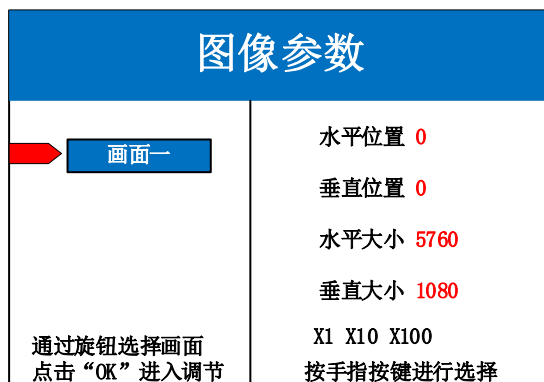 图像参数
画面一
通过旋钮选择画面
点击“OK”进入调节
水平位置 0
垂直位置 0
水平大小 5760
垂直大小 1080
X1 X10 X100
按手指按键进行选择